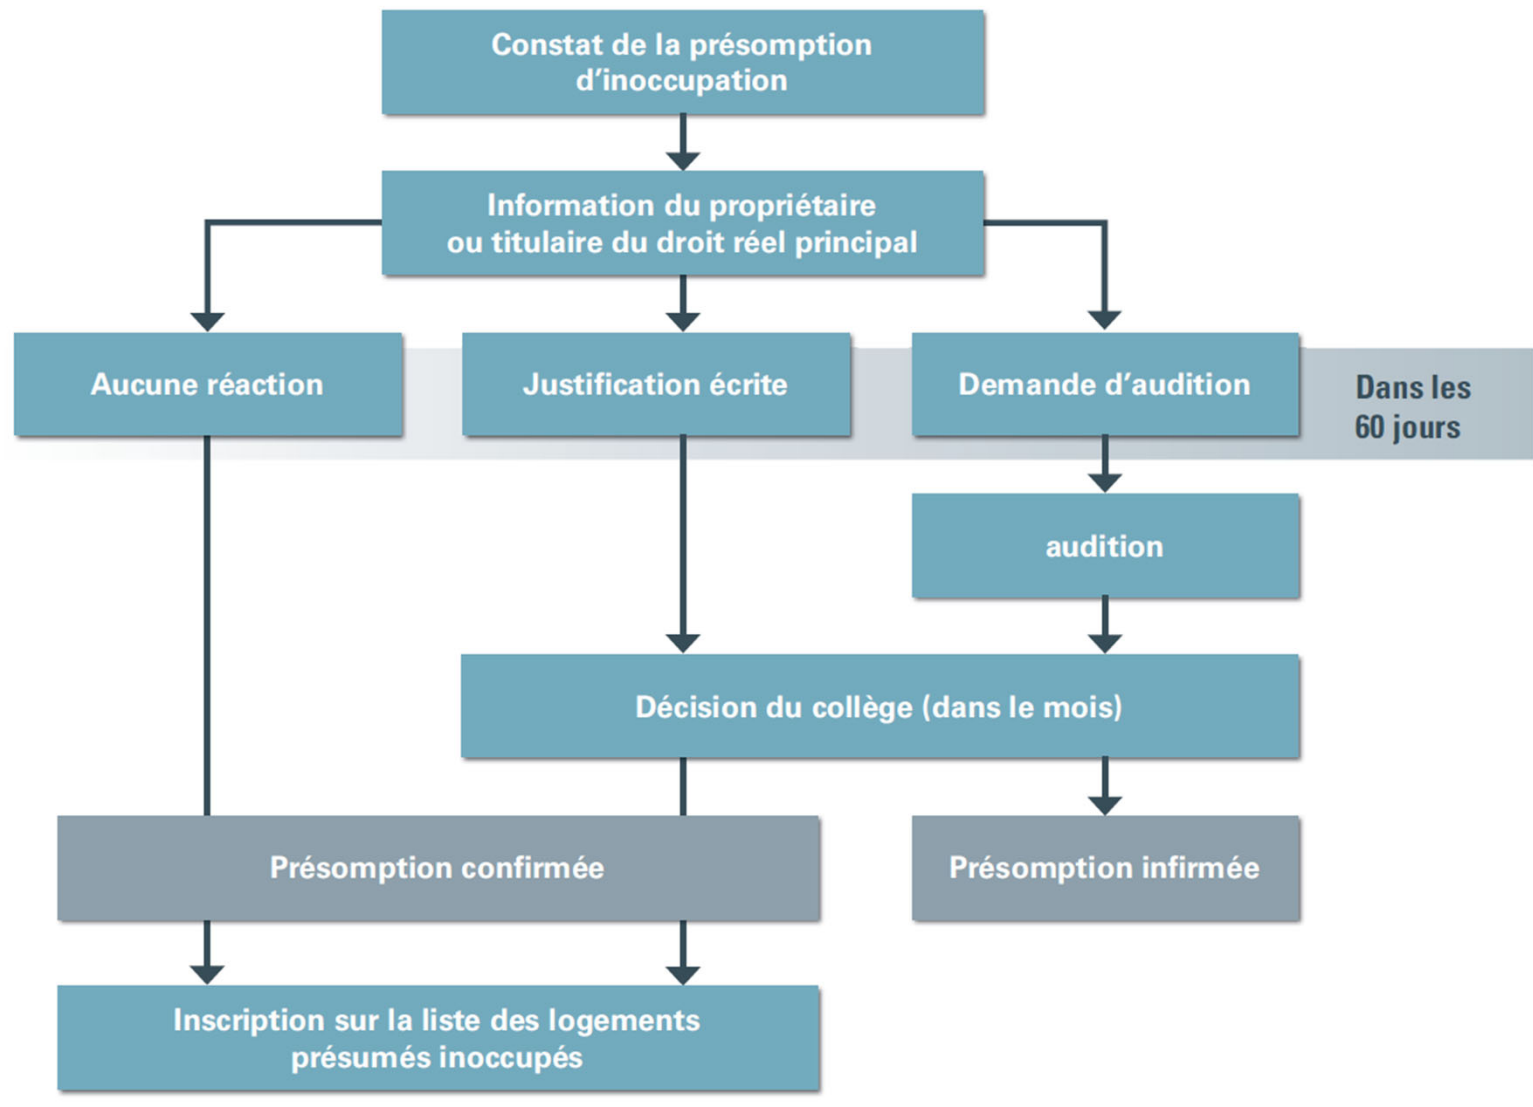 Constat de la présomption
d’inoccupation
Information du propriétaire
ou titulaire du droit réel principal
Aucune réaction
Justification écrite
Demande d’audition
Dans les
60 jours
audition
Décision du collège (dans le mois)
Présomption confirmée
Présomption infirmée
Inscription sur la liste des logements
présumés inoccupés